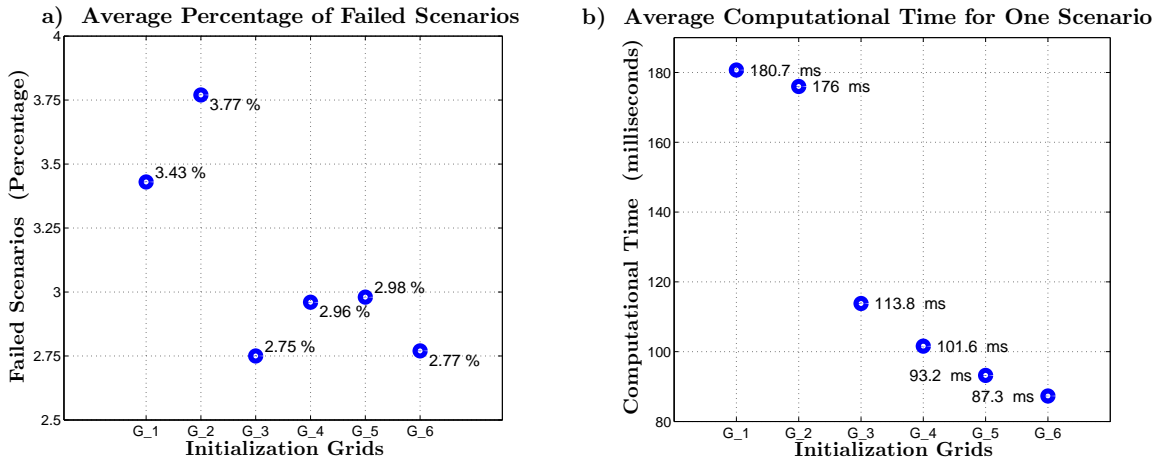 a) Average Percentage of Failed Scenarios
Failed Scenarios (Percentage)
4
3.75
3.5
3.25
3
2.75
2.5
3.43 %
3.77 %
2.75 %
2.96 %
2.98 %
2.77 %
G_1 G_2 G_3 G_4 G_5 G_6
Initialization Grids
b) Average Computational Time for One Scenario
Computational Time (milliseconds)
180
160
140
120
100
80
180.7 ms
176 ms
113.8 ms
101.6 ms
93.2 ms
87.3 ms
G_1 G_2 G_3 G_4 G_5 G_6
Initialization Grids